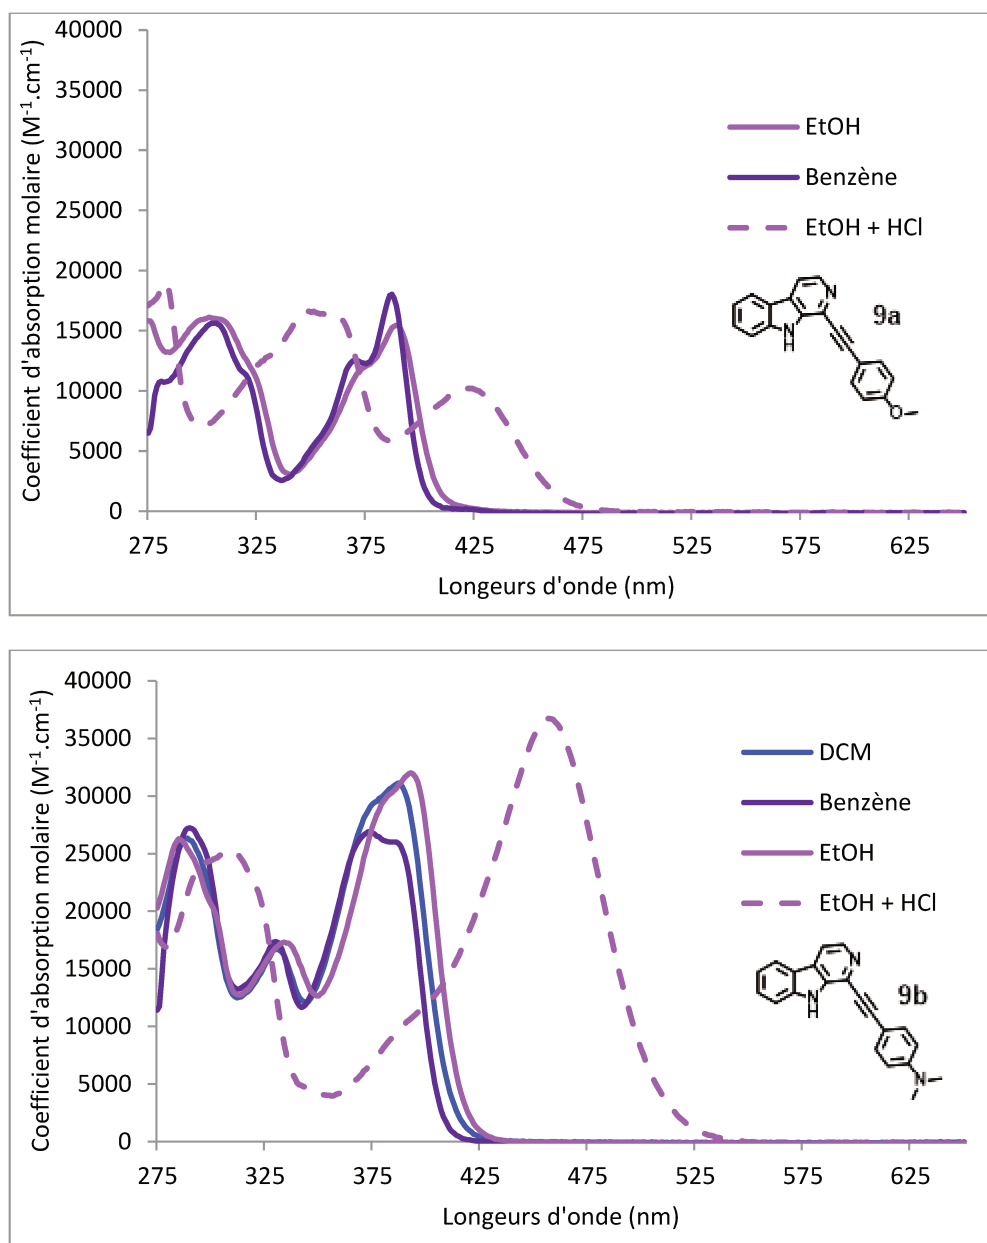 Coefficient d'absorption molaire (M-1.cm-1)
40000
35000
30000
25000
20000
15000
10000
5000
0
275 325 375 425 475 525 575 625
Longeurs d'onde (nm)
EtOH
Benzène
EtOH + HCl
N
9a
N
H
O
Coefficient d'absorption molaire (M-1.cm-1)
40000
35000
30000
25000
20000
15000
10000
5000
0
275 325 375 425 475 525 575 625
Longeurs d'onde (nm)
DCM
Benzène
EtOH
EtOH + HCl
N
9b
N
H
N